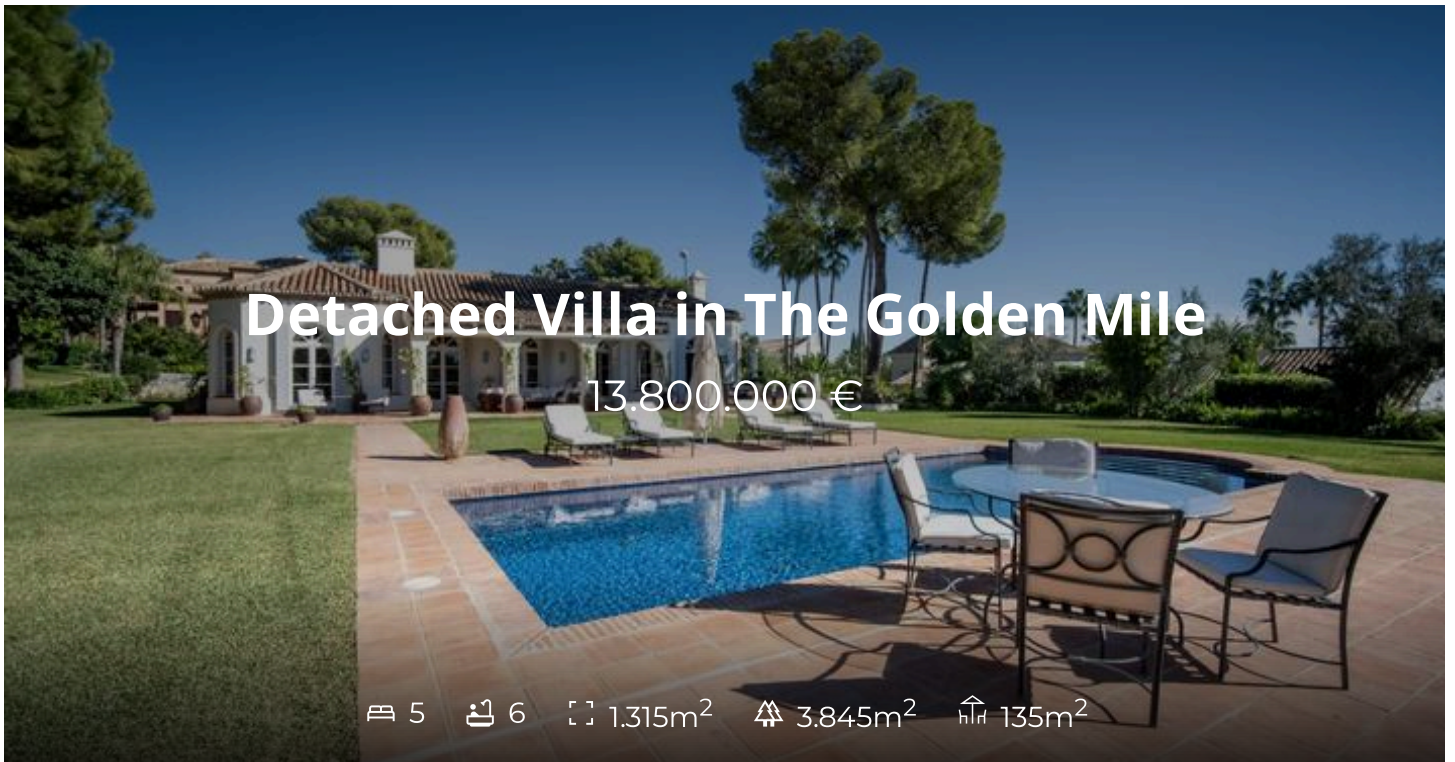 Detached Villa in The Golden Mile
13.800.000 €
5 6 1.315m² 3.845m² 135m²